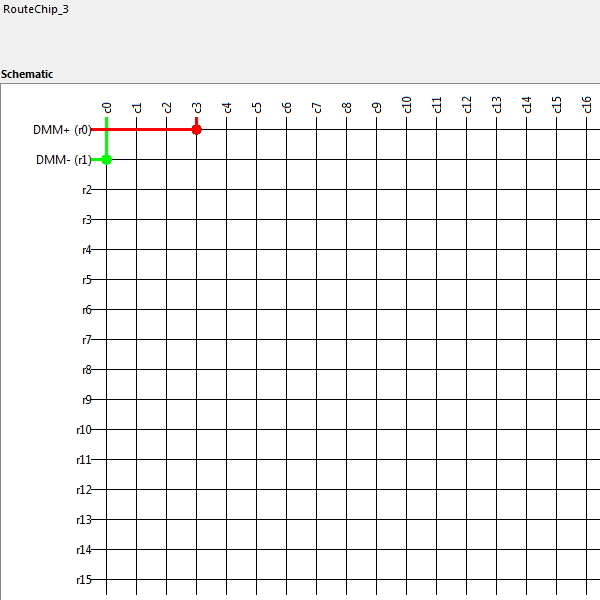 RouteChip_3
Schematic
c0 c1 c2 c3 c4 c5 c6 c7 c8 c9 c10 c11 c12 c13 c14 c15 c16
DMM+ (r0)
DMM- (r1)
r2
r3
r4
r5
r6
r7
r8
r9
r10
r11
r12
r13
r14
r15